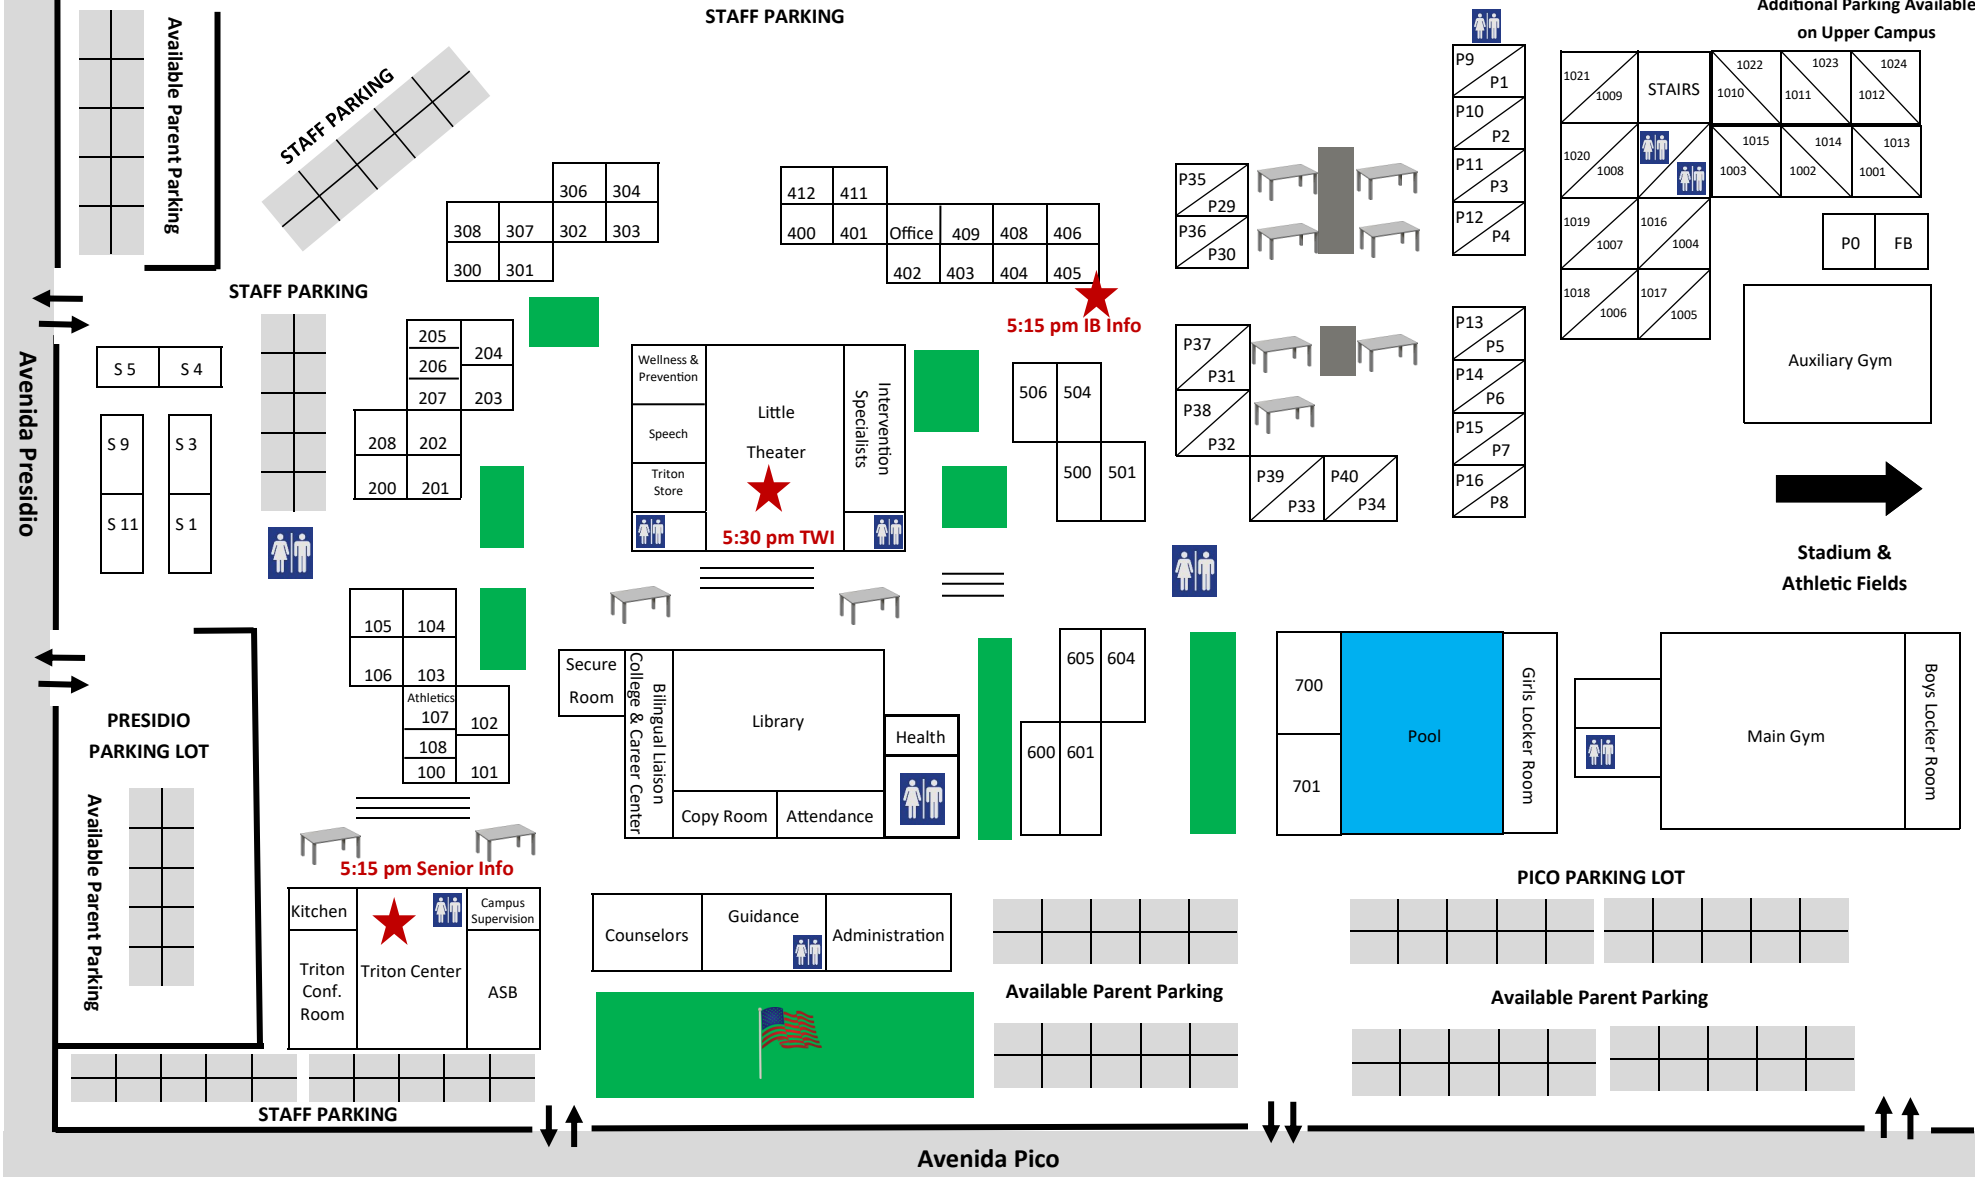 STAFF PARKING
Additional Parking Available
on Upper Campus
Available Parent Parking
STAFF PARKING
P9
P1
P10
P2
P11
P3
P12
P4
1021
1009
STAIRS
1022
1010
1023
1011
1024
1012
1020
1008
1015
1003
1014
1002
1013
1001
1019
1007
1016
1004
1018
1006
1017
1005
P0
FB
306
304
308
307
302
303
300
301
412
411
400
401
Office
409
408
406
402
403
404
405
5:15 pm IB Info
P35
P29
P36
P30
STAFF PARKING
Avenida Presidio
S 5
S 4
S 9
S 3
S 11
S 1
205
204
206
207
203
208
202
200
201
Wellness &
Prevention
Speech
Triton
Store
Little
Theater
5:30 pm TWI
Intervention
Specialists
506
504
500
501
P37
P31
P38
P32
P39
P33
P40
P34
P13
P5
P14
P6
P15
P7
P16
P8
Auxiliary Gym
Stadium &
Athletic Fields
105
104
106
103
Athletics
107
102
108
100
101
Secure
Room
College & Career Center
Bilingual Liaison
Library
Health
Copy Room
Attendance
605
604
600
601
700
701
Pool
Girls Locker Room
Main Gym
Boys Locker Room
PRESIDIO
PARKING LOT
Available Parent Parking
5:15 pm Senior Info
Kitchen
Campus
Supervision
Triton
Conf.
Room
Triton Center
ASB
Counselors
Guidance
Administration
PICO PARKING LOT
Available Parent Parking
Available Parent Parking
STAFF PARKING
Avenida Pico